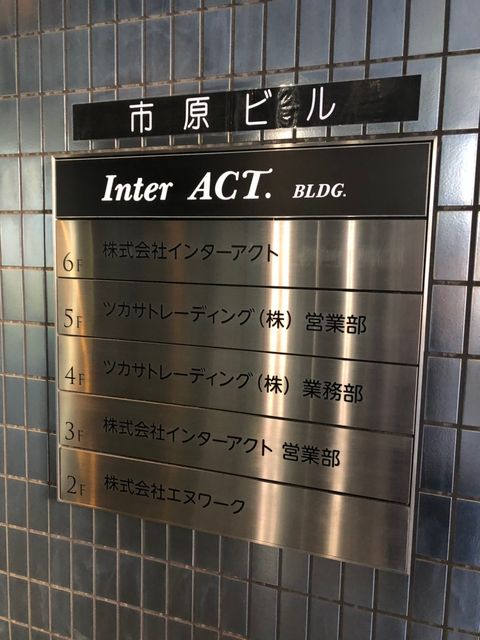 市原ビル
Inter ACT. BLDG.
6F 株式会社インターアクト
5F ツカサトレーディング(株) 営業部
4F ツカサトレーディング(株) 業務部
3F 株式会社インターアクト 営業部
2F 株式会社エヌワーク